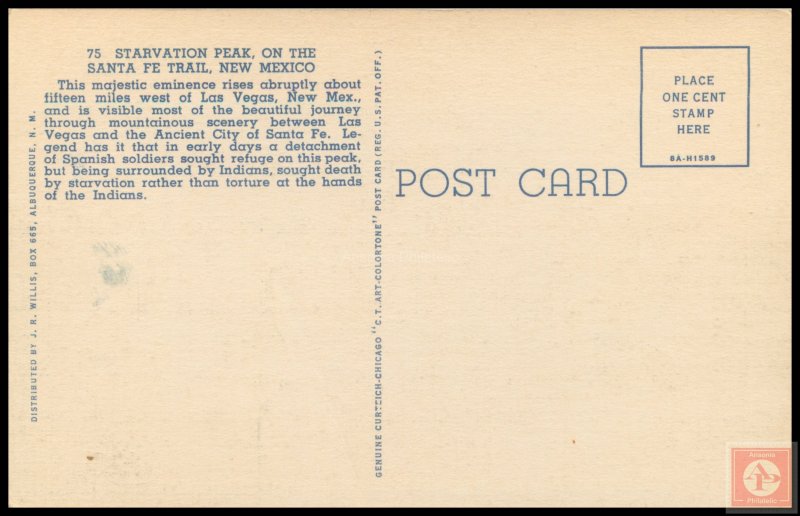 75 STARVATION PEAK, ON THE
SANTA FE TRAIL, NEW MEXICO
This majestic eminence rises abruptly about
fifteen miles west of Las Vegas, New Mex.,
and is visible most of the beautiful journey
through mountainous scenery between Las
Vegas and the Ancient City of Santa Fe. Le-
gend has it that in early days a detachment
of Spanish soldiers sought refuge on this peak,
but being surrounded by Indians, sought death
by starvation rather than torture at the hands
of the Indians.
DISTRIBUTED BY J. R. WILLIS, BOX 665, ALBUQUERQUE, N. M.
GENUINE CURTEICH-CHICAGO "C.T. ART-COLORTONE" POST CARD (REG. U.S. PAT. OFF.)
POST CARD
PLACE
ONE CENT
STAMP
HERE
8A-H1589
Ansonia Philatelic
Ansonia
AP
Philatelic